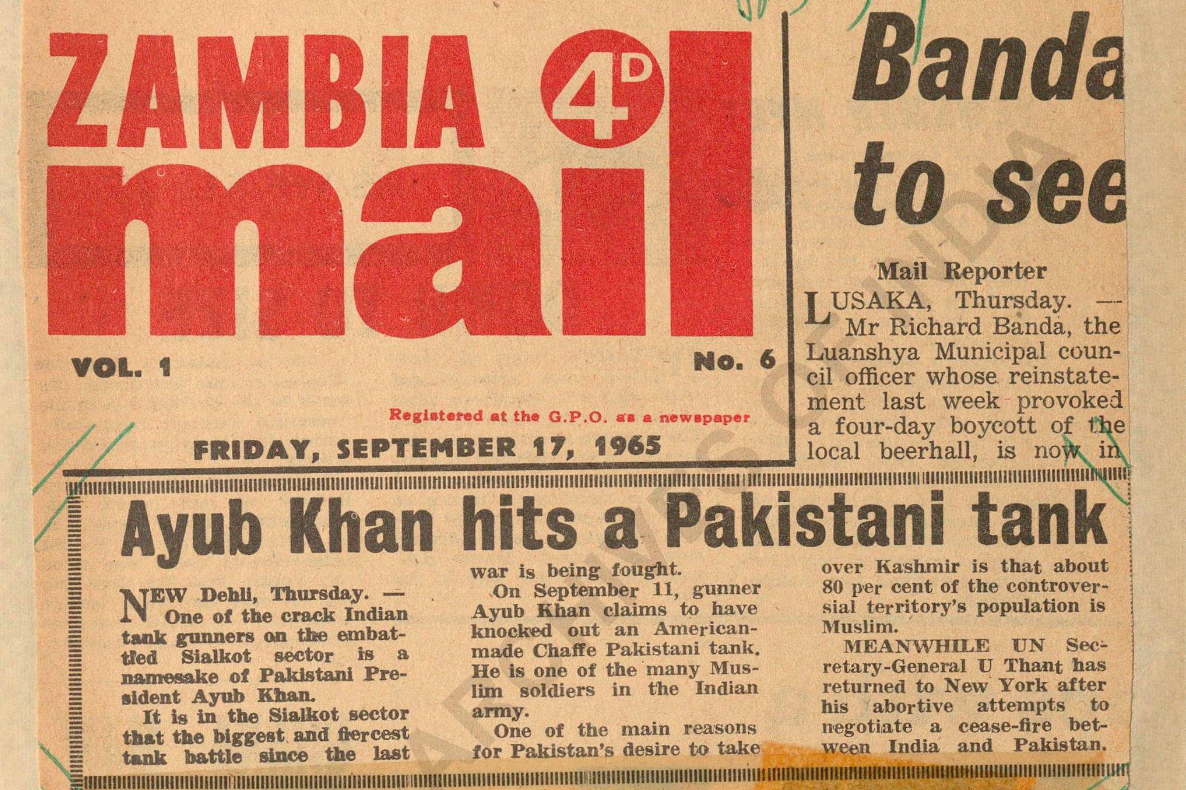 ZAMBIA 4D
mail
VOL. 1 No. 6
Registered at the G.P.O. as a newspaper
FRIDAY, SEPTEMBER 17, 1965
Banda
to see
Mail Reporter
LUSAKA, Thursday. —
Mr Richard Banda, the
Luanshya Municipal coun-
cil officer whose reinstate-
ment last week provoked
a four-day boycott of the
local beerhall, is now in
Ayub Khan hits a Pakistani tank
NEW Dehli, Thursday. —
One of the crack Indian
tank gunners on the embat-
tled Sialkot sector is a
namesake of Pakistani Pre-
sident Ayub Khan.
It is in the Sialkot sector
that the biggest and fiercest
tank battle since the last
war is being fought.
On September 11, gunner
Ayub Khan claims to have
knocked out an American-
made Chaffe Pakistani tank.
He is one of the many Mus-
lim soldiers in the Indian
army.
One of the main reasons
for Pakistan's desire to take
over Kashmir is that about
80 per cent of the controver-
sial territory's population is
Muslim.
MEANWHILE UN Sec-
retary-General U Thant has
returned to New York after
his abortive attempts to
negotiate a cease-fire bet-
ween India and Pakistan.
ARCHIVES OF INDIA